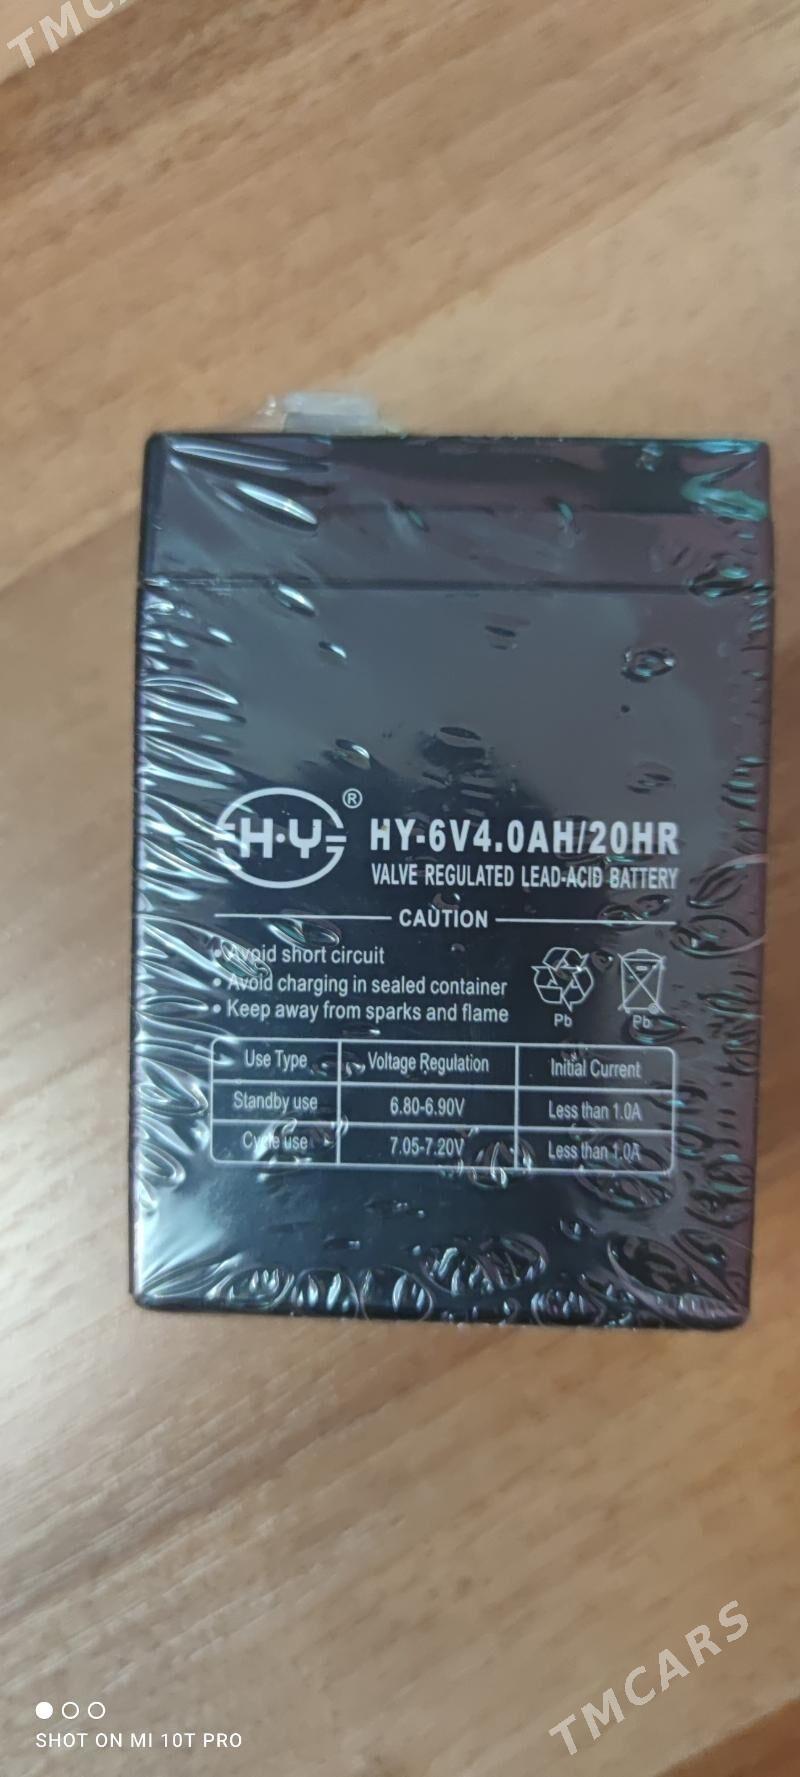 TMCARS
H·Y ®
HY-6V4.0AH/20HR
VALVE REGULATED LEAD-ACID BATTERY
CAUTION
• Avoid short circuit
• Avoid charging in sealed container
• Keep away from sparks and flame
Pb Pb
Use Type Voltage Regulation Initial Current
Standby use 6.80-6.90V Less than 1.0A
Cycle use 7.05-7.20V Less than 1.0A
TMCARS
SHOT ON MI 10T PRO